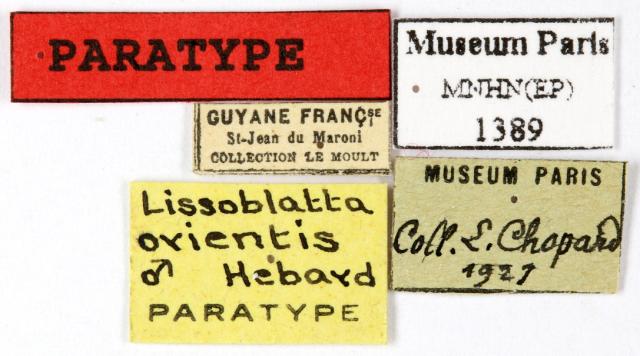 PARATYPE
Museum Paris
MNHN(EP)
1389
GUYANE FRANÇSE
St-Jean du Maroni
COLLECTION LE MOULT
MUSEUM PARIS
Coll. L. Chopard
1927
Lissoblatta
orientis
♂ Hebard
PARATYPE